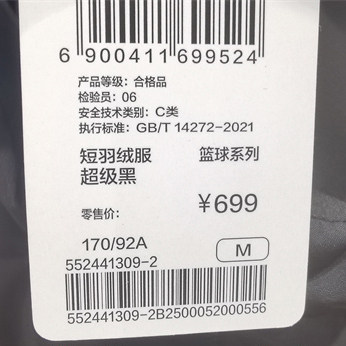 6 900411 699524
产品等级：合格品
检验员：06
安全技术类别：C类
执行标准：GB/T 14272-2021
短羽绒服 篮球系列
超级黑
零售价： ¥699
170/92A M
552441309-2
552441309-2B2500052000556